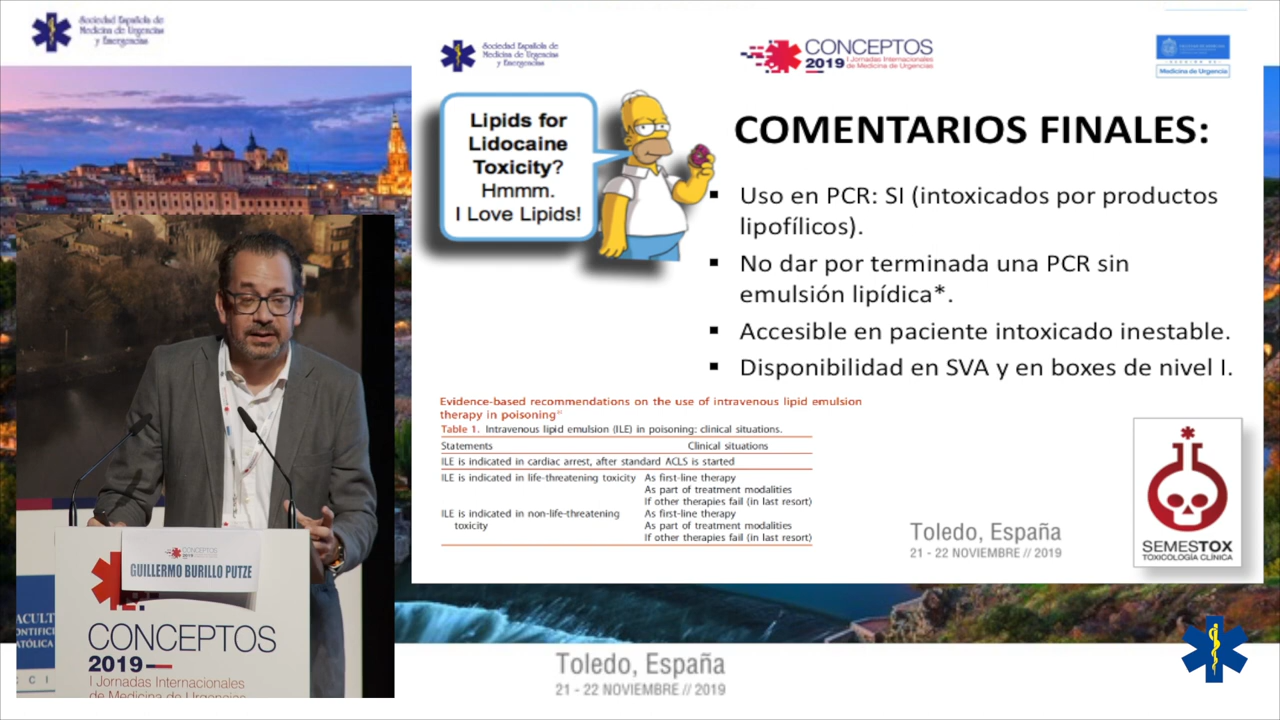 Sociedad Española de
Medicina de Urgencias
y Emergencias
Sociedad Española de
Medicina de Urgencias
y Emergencias
CONCEPTOS
2019 I Jornadas Internacionales
de Medicina de Urgencias
Medicina de Urgencia
Lipids for
Lidocaine
Toxicity?
Hmmm.
I Love Lipids!
COMENTARIOS FINALES:
▪ Uso en PCR: SI (intoxicados por productos
lipofílicos).
▪ No dar por terminada una PCR sin
emulsión lipídica*.
▪ Accesible en paciente intoxicado inestable.
▪ Disponibilidad en SVA y en boxes de nivel I.
Evidence-based recommendations on the use of intravenous lipid emulsion
therapy in poisoning
Table 1. Intravenous lipid emulsion (ILE) in poisoning: clinical situations.
Statements Clinical situations
ILE is indicated in cardiac arrest, after standard ACLS is started
ILE is indicated in life-threatening toxicity As first-line therapy
As part of treatment modalities
If other therapies fail (in last resort)
ILE is indicated in non-life-threatening As first-line therapy
toxicity As part of treatment modalities
If other therapies fail (in last resort)
Toledo, España
21 - 22 NOVIEMBRE // 2019
SEMESTOX
TOXICOLOGÍA CLÍNICA
CONCEPTOS
2019
GUILLERMO BURILLO PUTZE
ACULT
ONTIFICI
ATÓLICA
CONCEPTOS
2019
I Jornadas Internacionales
de Medicina de Urgencias
Toledo, España
21 - 22 NOVIEMBRE // 2019